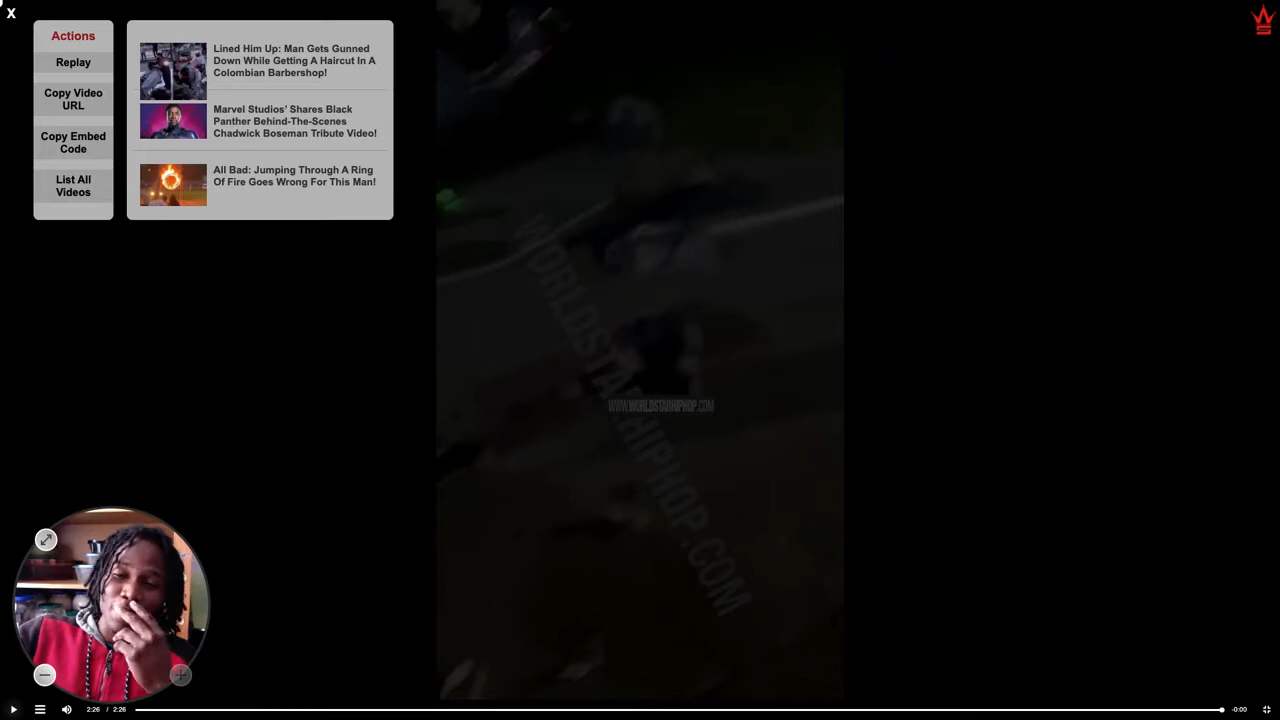 X
Actions
Replay
Copy Video
URL
Copy Embed
Code
List All
Videos
Lined Him Up: Man Gets Gunned
Down While Getting A Haircut In A
Colombian Barbershop!
Marvel Studios' Shares Black
Panther Behind-The-Scenes
Chadwick Boseman Tribute Video!
All Bad: Jumping Through A Ring
Of Fire Goes Wrong For This Man!
WORLDSTARHIPHOP.COM
WWW.WORLDSTARHIPHOP.COM
2:26 / 2:26
-0:00